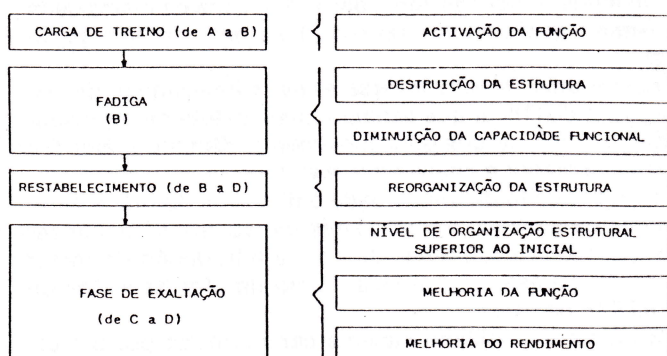 CARGA DE TREINO (de A a B)
ACTIVAÇÃO DA FUNÇÃO
FADIGA
(B)
DESTRUIÇÃO DA ESTRUTURA
DIMINUIÇÃO DA CAPACIDADE FUNCIONAL
RESTABELECIMENTO (de B a D)
REORGANIZAÇÃO DA ESTRUTURA
FASE DE EXALTAÇÃO
(de C a D)
NÍVEL DE ORGANIZAÇÃO ESTRUTURAL
SUPERIOR AO INICIAL
MELHORIA DA FUNÇÃO
MELHORIA DO RENDIMENTO